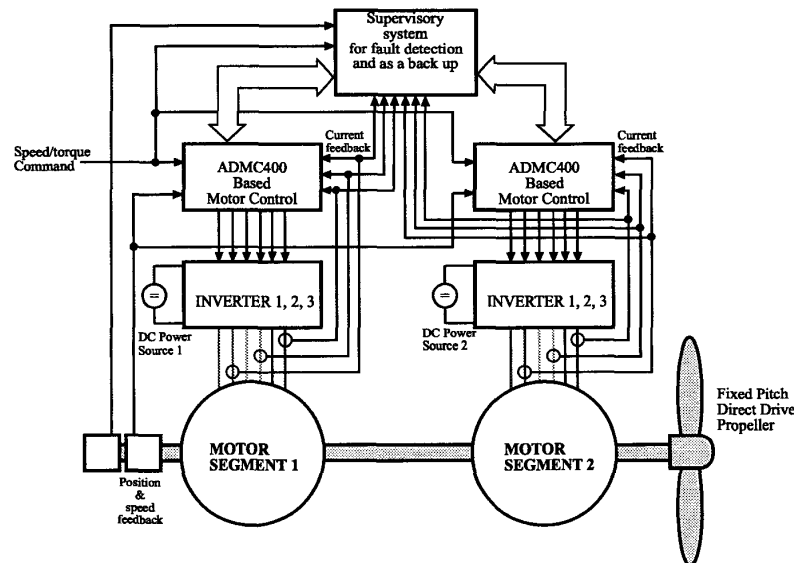 Supervisory
system
for fault detection
and as a back up
Speed/torque
Command
Current
feedback
ADMC400
Based
Motor Control
Current
feedback
ADMC400
Based
Motor Control
=
INVERTER 1, 2, 3
DC Power
Source 1
=
INVERTER 1, 2, 3
DC Power
Source 2
Fixed Pitch
Direct Drive
Propeller
MOTOR
SEGMENT 1
MOTOR
SEGMENT 2
Position
&
speed
feedback